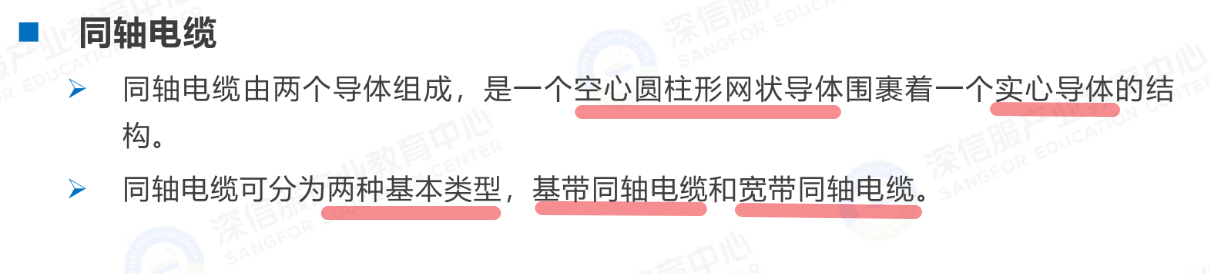 同轴电缆
同轴电缆由两个导体组成，是一个空心圆柱形网状导体围裹着一个实心导体的结
构。
同轴电缆可分为两种基本类型，基带同轴电缆和宽带同轴电缆。
深信服产业教育中心
SANGFOR EDUCATION CENTER